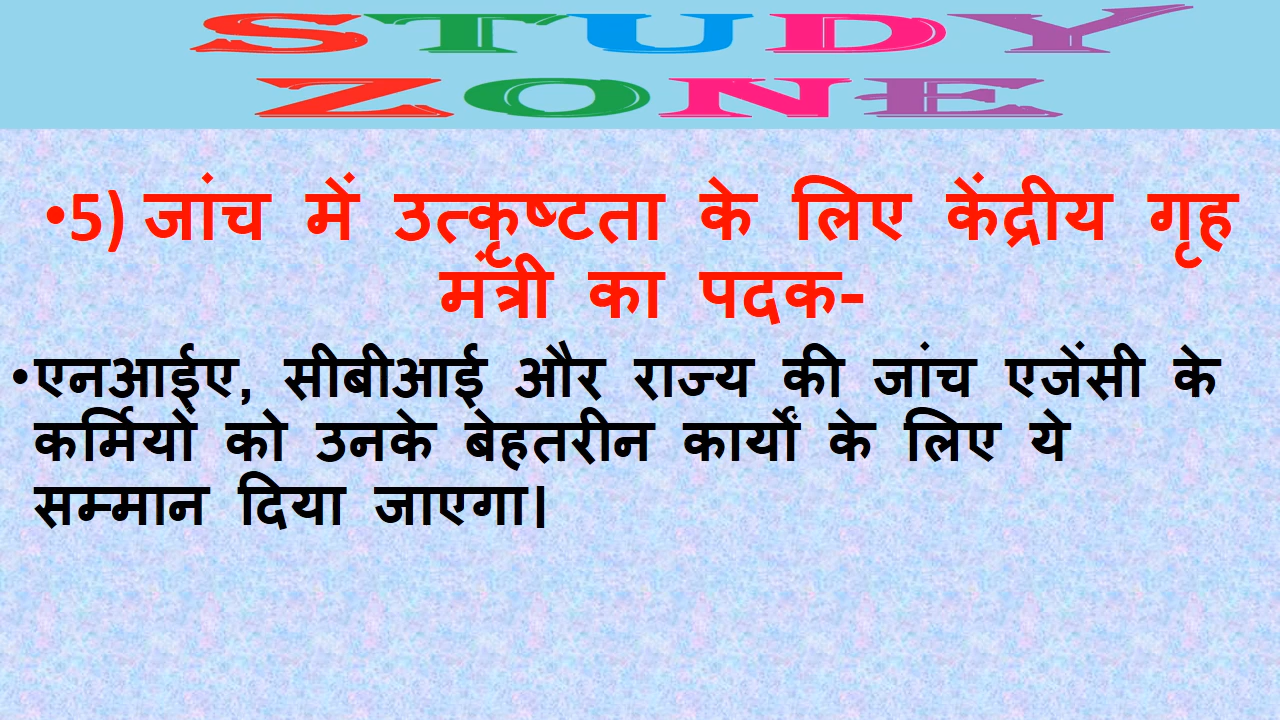 STUDY
ZONE
•5) जांच में उत्कृष्टता के लिए केंद्रीय गृह
मंत्री का पदक-
•एनआईए, सीबीआई और राज्य की जांच एजेंसी के
कर्मियों को उनके बेहतरीन कार्यों के लिए ये
सम्मान दिया जाएगा।